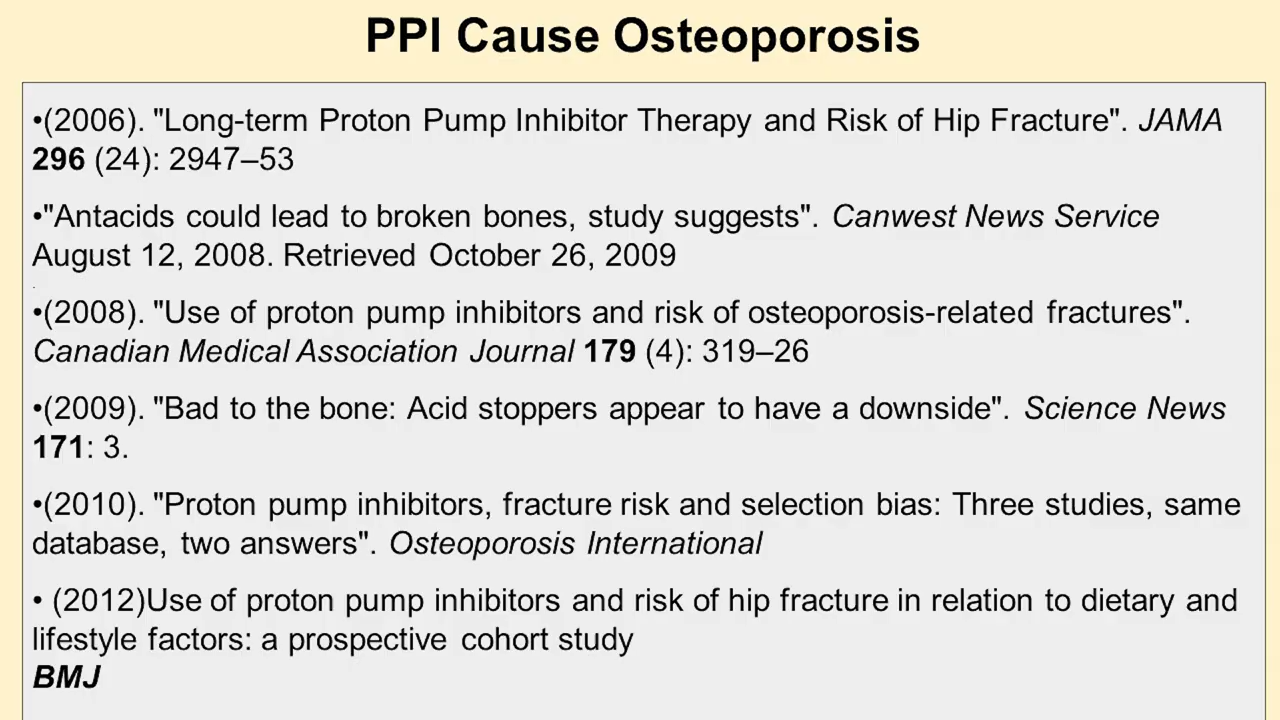 PPI Cause Osteoporosis
•(2006). "Long-term Proton Pump Inhibitor Therapy and Risk of Hip Fracture". JAMA
296 (24): 2947–53
•"Antacids could lead to broken bones, study suggests". Canwest News Service
August 12, 2008. Retrieved October 26, 2009
.
•(2008). "Use of proton pump inhibitors and risk of osteoporosis-related fractures".
Canadian Medical Association Journal 179 (4): 319–26
•(2009). "Bad to the bone: Acid stoppers appear to have a downside". Science News
171: 3.
•(2010). "Proton pump inhibitors, fracture risk and selection bias: Three studies, same
database, two answers". Osteoporosis International
• (2012)Use of proton pump inhibitors and risk of hip fracture in relation to dietary and
lifestyle factors: a prospective cohort study
BMJ